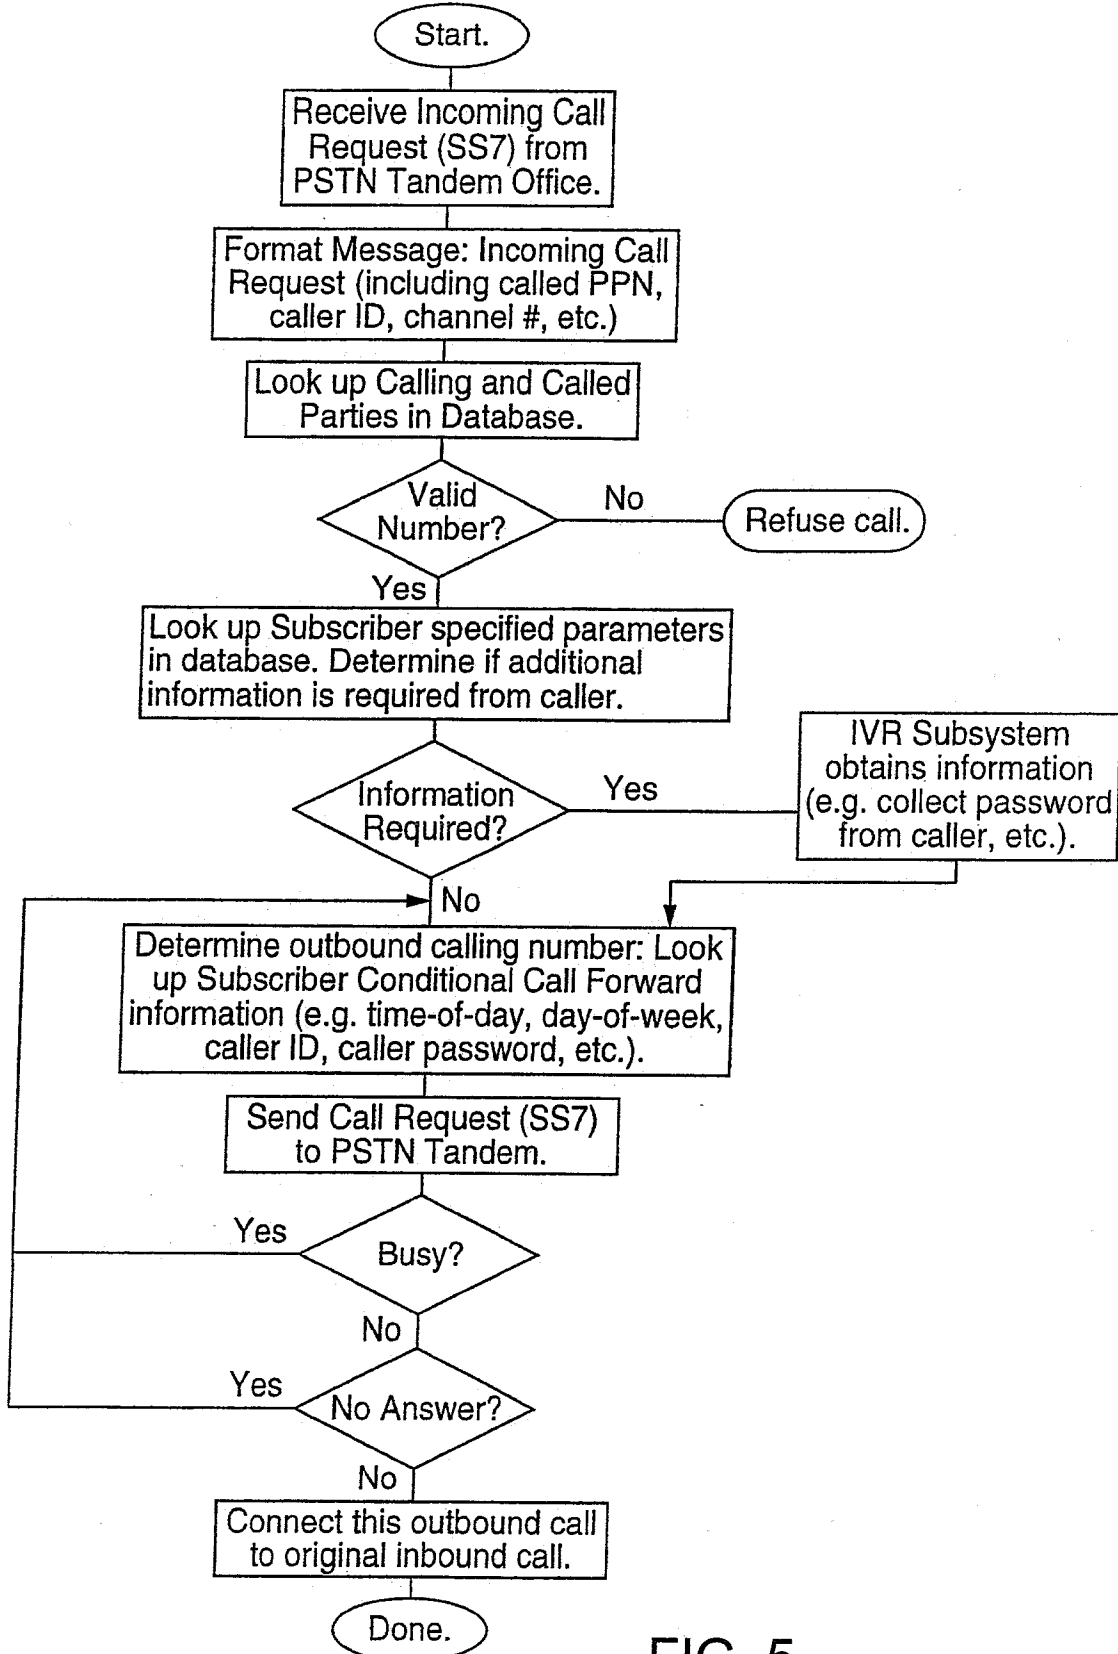 Start.
Receive Incoming Call
Request (SS7) from
PSTN Tandem Office.
Format Message: Incoming Call
Request (including called PPN,
caller ID, channel #, etc.)
Look up Calling and Called
Parties in Database.
Valid
Number?
No
Refuse call.
Yes
Look up Subscriber specified parameters
in database. Determine if additional
information is required from caller.
Information
Required?
Yes
IVR Subsystem
obtains information
(e.g. collect password
from caller, etc.).
No
Determine outbound calling number: Look
up Subscriber Conditional Call Forward
information (e.g. time-of-day, day-of-week,
caller ID, caller password, etc.).
Send Call Request (SS7)
to PSTN Tandem.
Busy?
Yes
No
No Answer?
Yes
No
Connect this outbound call
to original inbound call.
Done.
FIG. 5